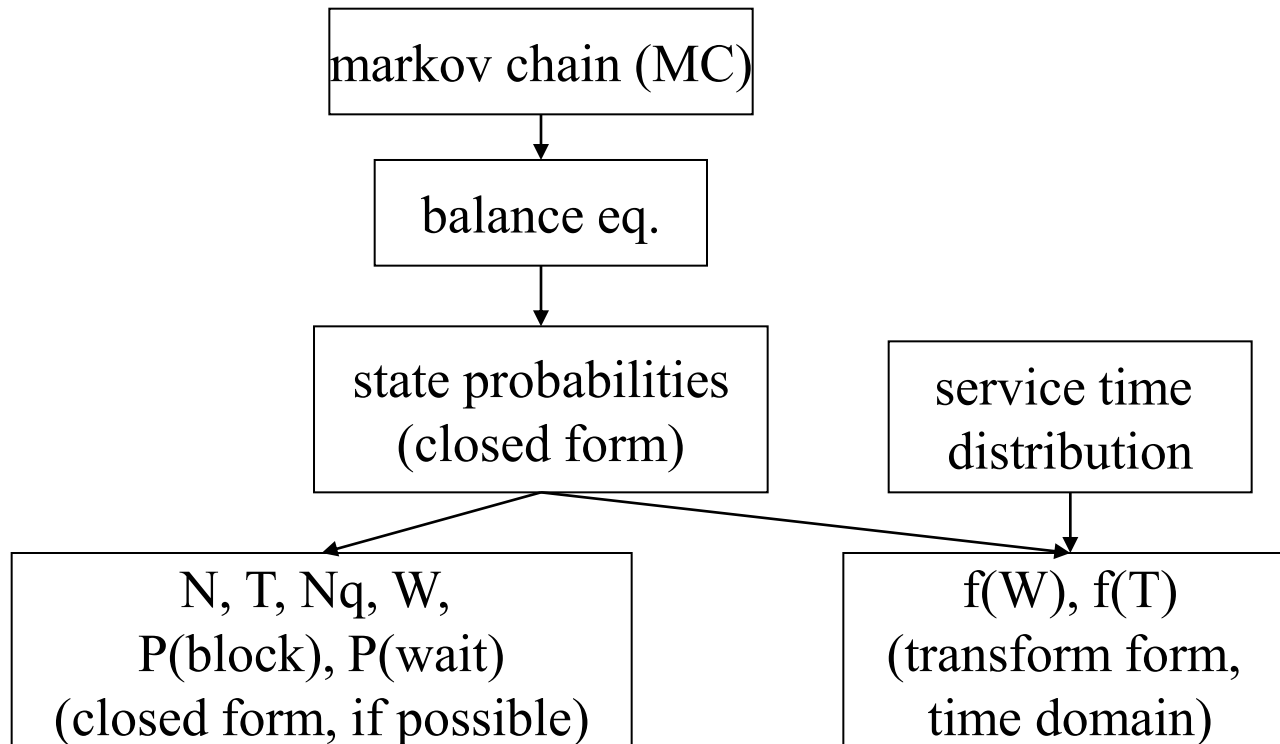 markov chain (MC)
balance eq.
state probabilities
(closed form)
service time
distribution
N, T, Nq, W,
P(block), P(wait)
(closed form, if possible)
f(W), f(T)
(transform form,
time domain)